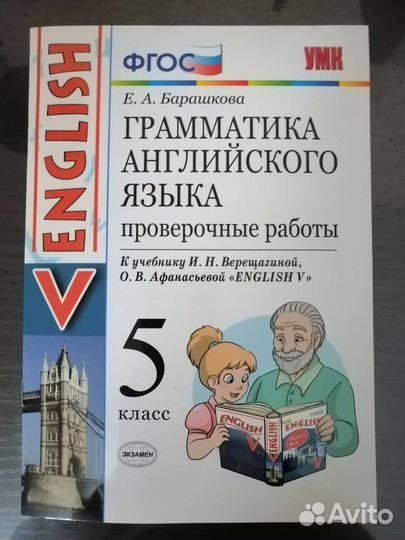 ENGLISH V
ФГОС
УМК
Е. А. Барашкова
ГРАММАТИКА
АНГЛИЙСКОГО
ЯЗЫКА
проверочные работы
К учебнику И. Н. Верещагиной,
О. В. Афанасьевой «ENGLISH V»
5
класс
ENGLISH
V
ENGLISH
V
ЭКЗАМЕН
Avito